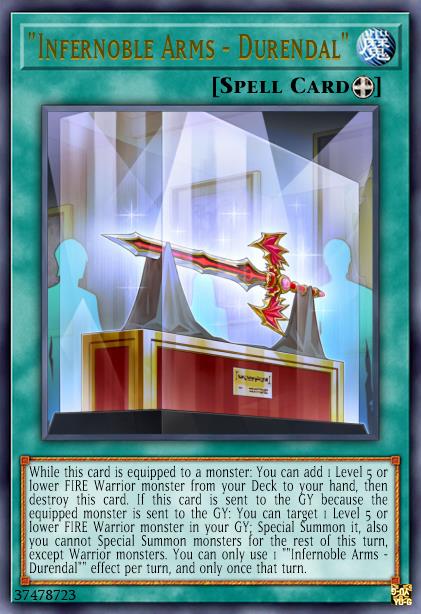 "Infernoble Arms - Durendal"
[Spell Card]
While this card is equipped to a monster: You can add 1 Level 5 or
lower FIRE Warrior monster from your Deck to your hand, then
destroy this card. If this card is sent to the GY because the
equipped monster is sent to the GY: You can target 1 Level 5 or
lower FIRE Warrior monster in your GY; Special Summon it, also
you cannot Special Summon monsters for the rest of this turn,
except Warrior monsters. You can only use 1 ""Infernoble Arms -
Durendal"" effect per turn, and only once that turn.
37478723